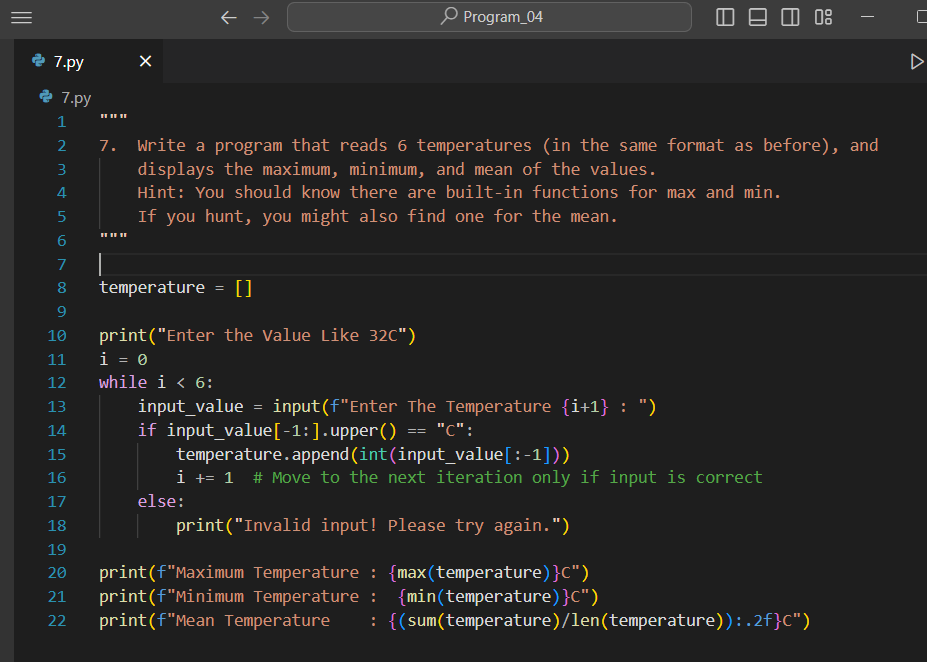 Program_04
7.py
7.py
1 """
2 7.  Write a program that reads 6 temperatures (in the same format as before), and
3     displays the maximum, minimum, and mean of the values.
4     Hint: You should know there are built-in functions for max and min.
5     If you hunt, you might also find one for the mean.
6 """
7
8 temperature = []
9
10 print("Enter the Value Like 32C")
11 i = 0
12 while i < 6:
13     input_value = input(f"Enter The Temperature {i+1} : ")
14     if input_value[-1:].upper() == "C":
15         temperature.append(int(input_value[:-1]))
16         i += 1  # Move to the next iteration only if input is correct
17     else:
18         print("Invalid input! Please try again.")
19
20 print(f"Maximum Temperature : {max(temperature)}C")
21 print(f"Minimum Temperature :  {min(temperature)}C")
22 print(f"Mean Temperature    : {(sum(temperature)/len(temperature)):.2f}C")